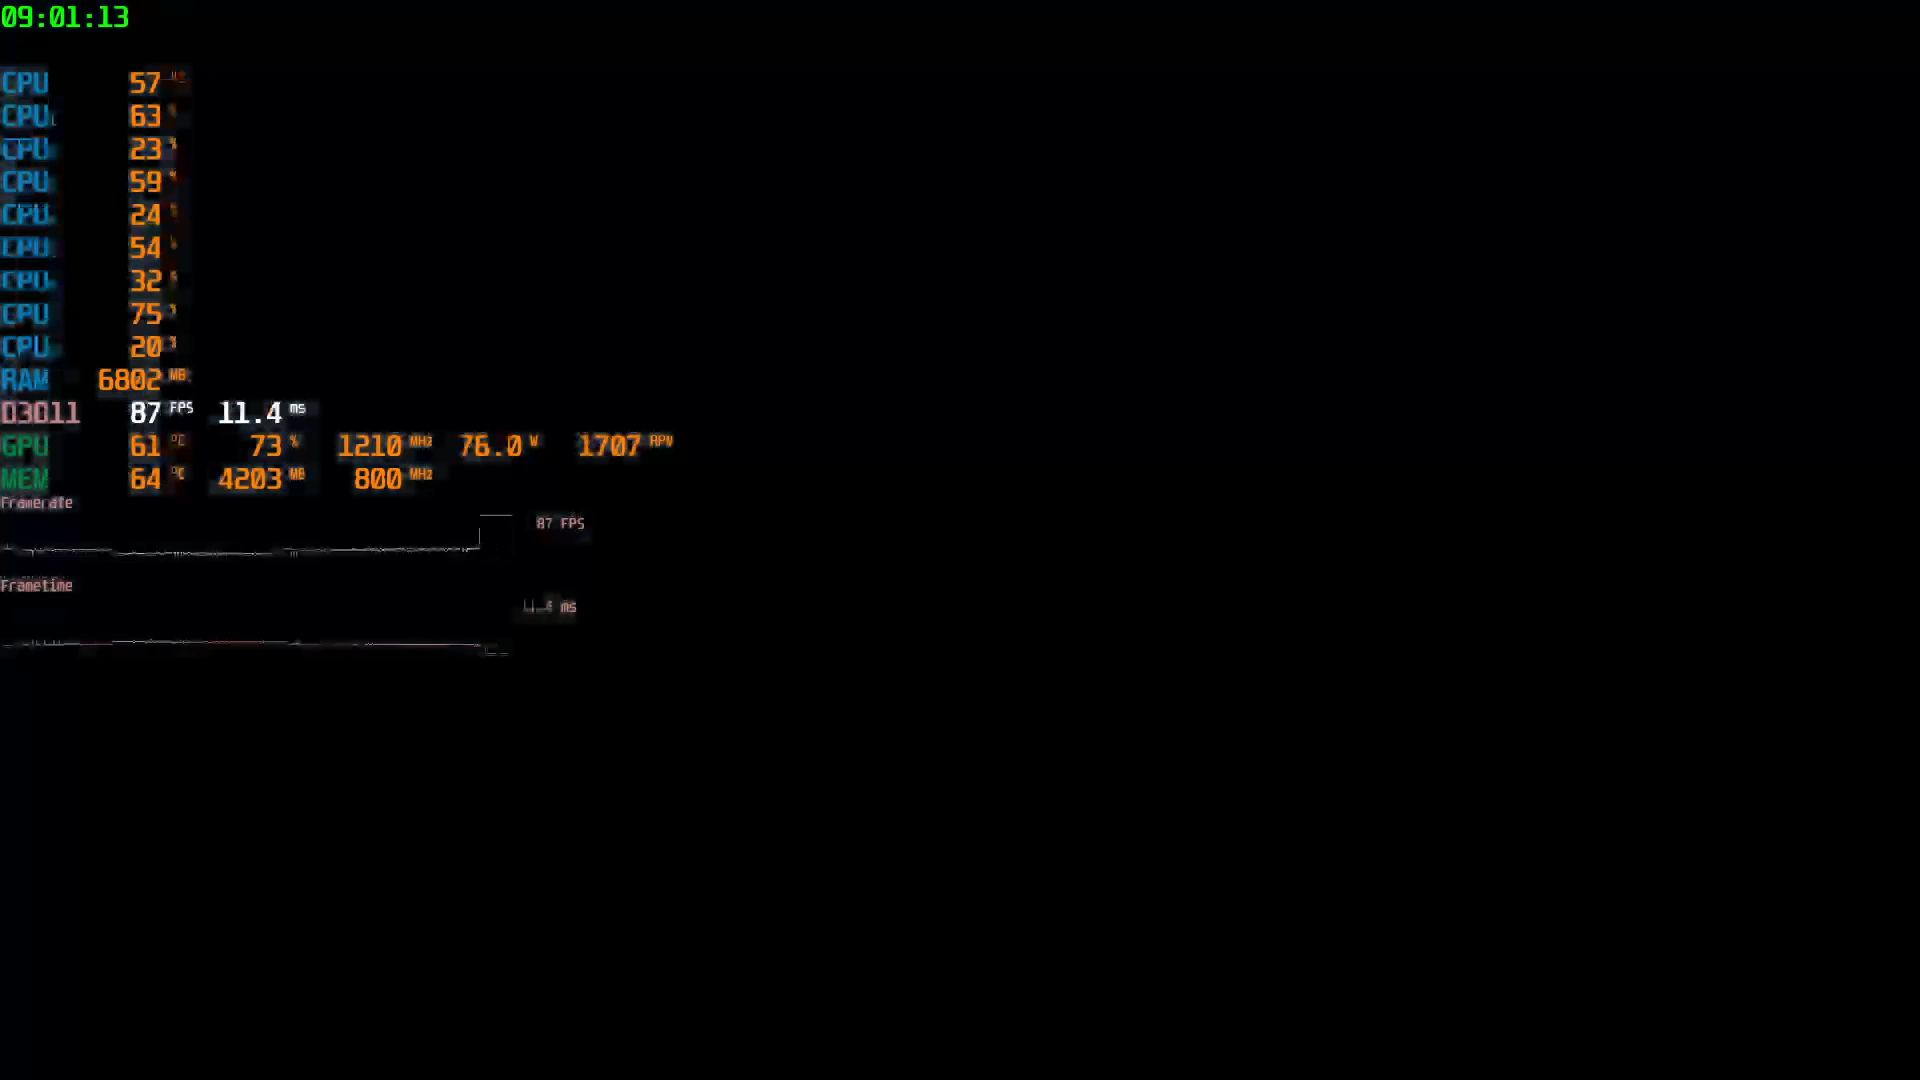 09:01:13
CPU 57
CPU 63 %
CPU 23 %
CPU 59 %
CPU 24 %
CPU 54 %
CPU 32 %
CPU 75 %
CPU 20 %
RAM 6802 MB
D3D11 87 FPS 11.4 ms
GPU 61 °C 73 % 1210 MHz 76.0 W 1707 RPM
MEM 64 °C 4203 MB 800 MHz
Framerate
87 FPS
Frametime
ms